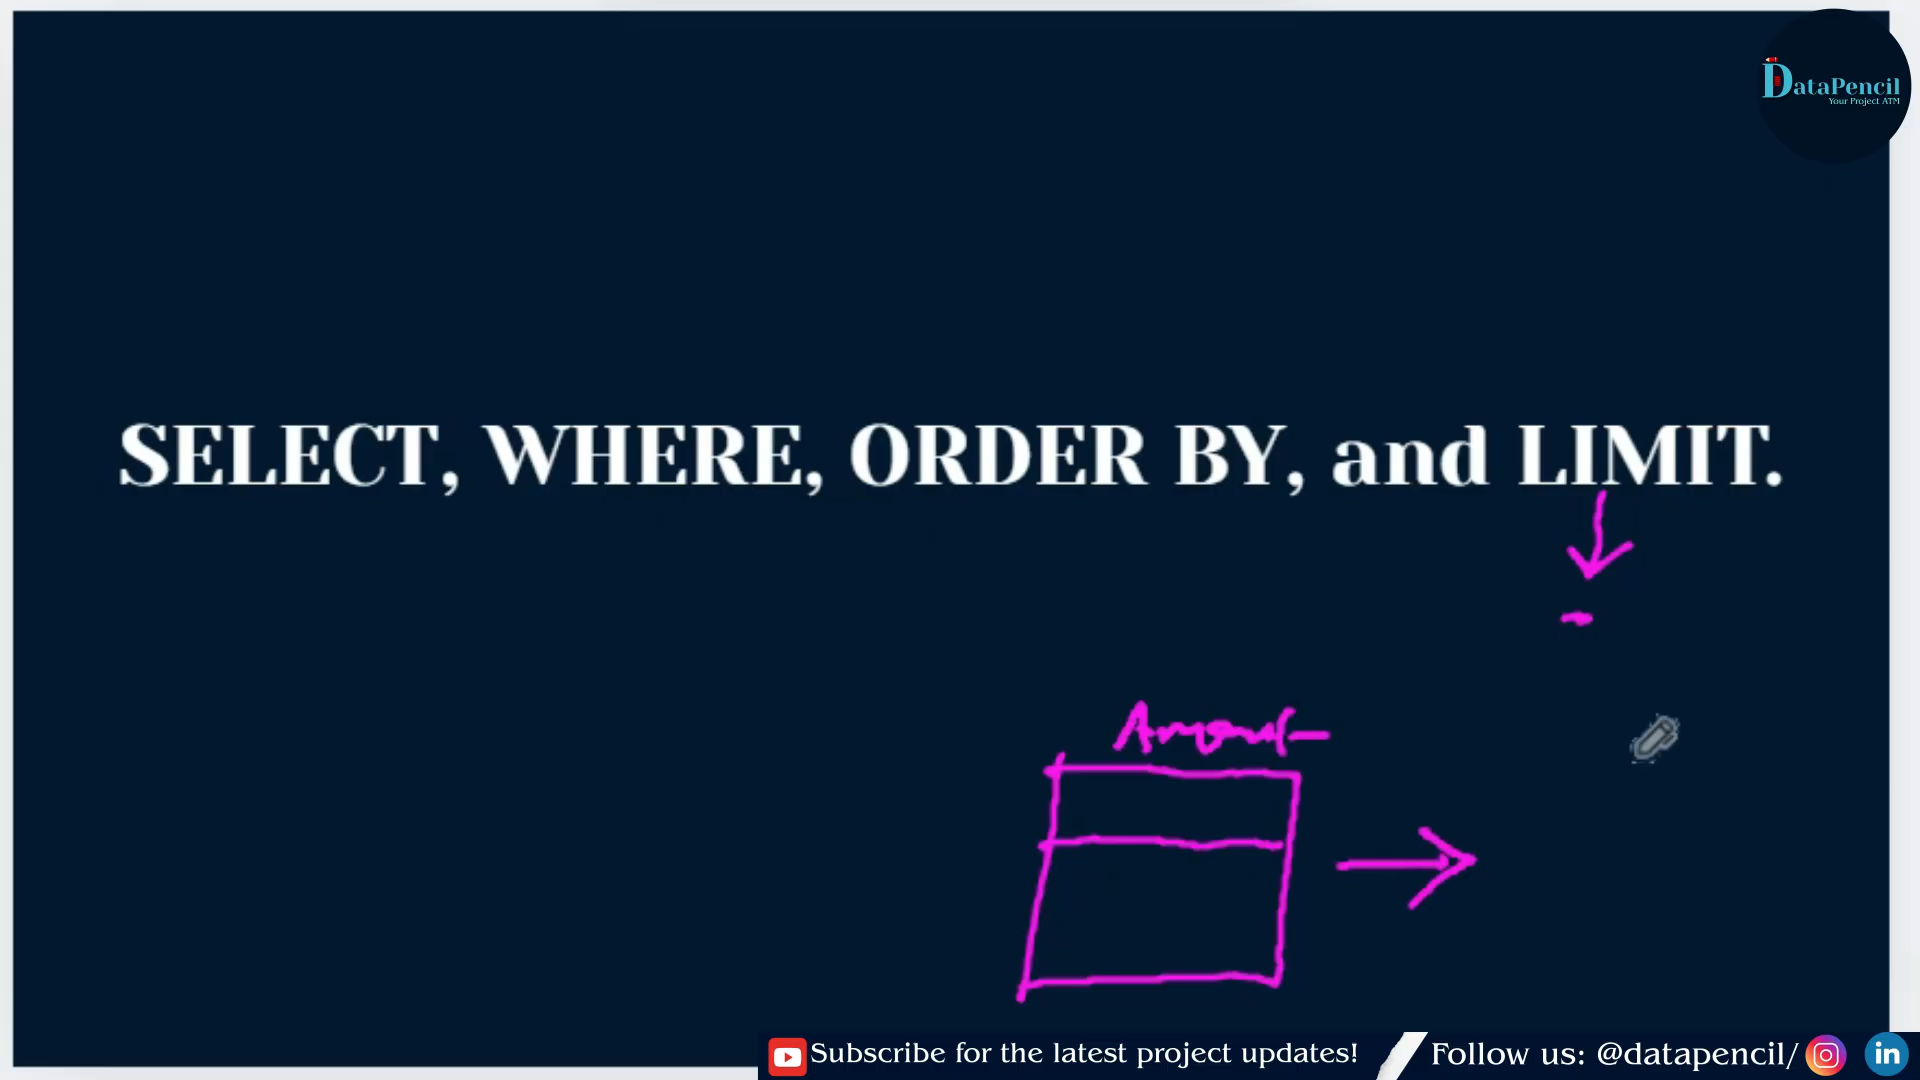 DataPencil
Your Project ATM
SELECT, WHERE, ORDER BY, and LIMIT.
Amount
Subscribe for the latest project updates!
Follow us: @datapencil/
in